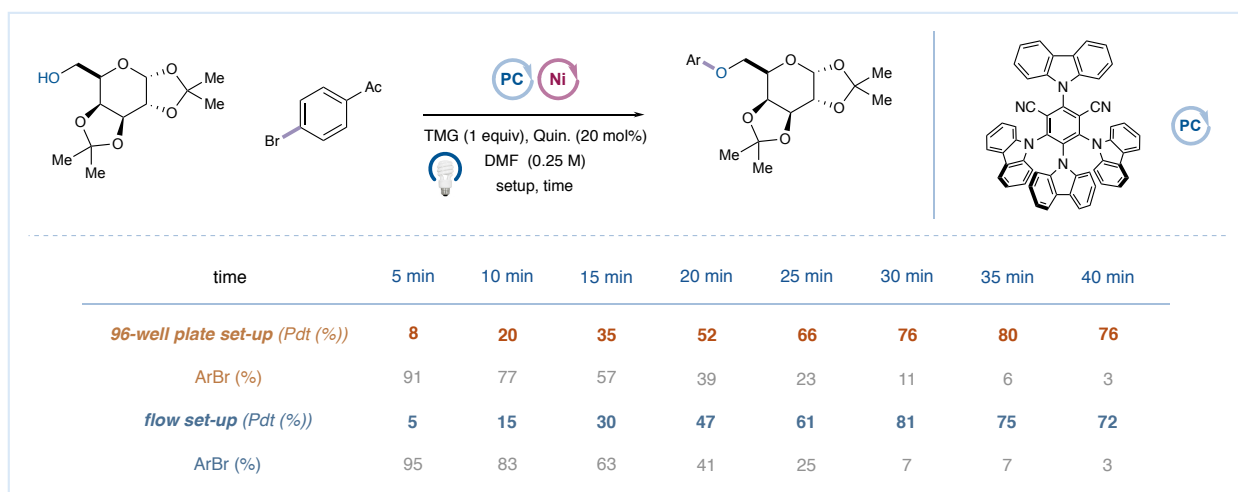 HO
O
O
O
O
O
Me
Me
Me
Me
Br
Ac
PC Ni
TMG (1 equiv), Quin. (20 mol%)
DMF (0.25 M)
setup, time
Ar
O
O
O
O
O
O
Me
Me
Me
Me
N
NC CN
N N
N
PC
time 5 min 10 min 15 min 20 min 25 min 30 min 35 min 40 min
96-well plate set-up (Pdt (%)) 8 20 35 52 66 76 80 76
ArBr (%) 91 77 57 39 23 11 6 3
flow set-up (Pdt (%)) 5 15 30 47 61 81 75 72
ArBr (%) 95 83 63 41 25 7 7 3